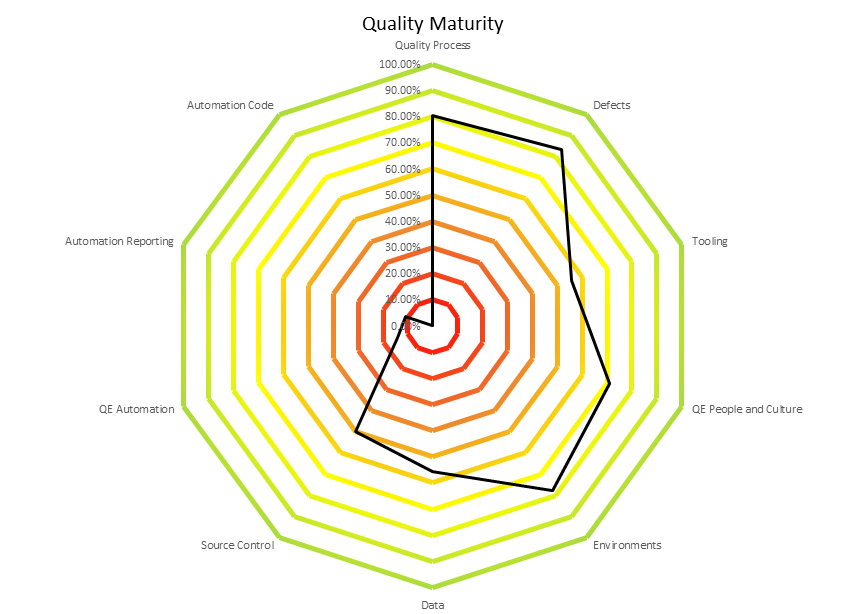 Quality Maturity
Quality Process
100.00%
90.00%
80.00%
70.00%
60.00%
50.00%
40.00%
30.00%
20.00%
10.00%
0.00%
Defects
Tooling
QE People and Culture
Environments
Data
Source Control
QE Automation
Automation Reporting
Automation Code